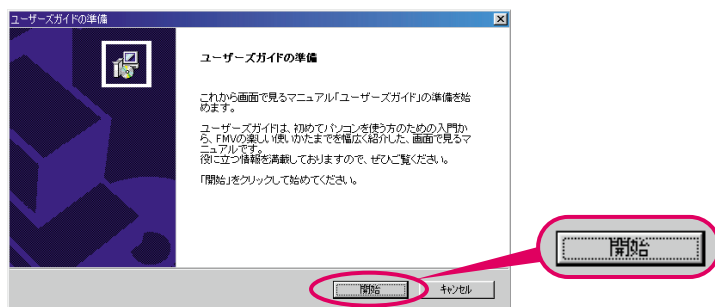 ユーザーズガイドの準備
ユーザーズガイドの準備
これから画面で見るマニュアル「ユーザーズガイド」の準備を始
めます。
ユーザーズガイドは、初めてパソコンを使う方のための入門か
ら、FMVの楽しい使いかたまでを幅広く紹介した、画面で見るマ
ニュアルです。
役に立つ情報を満載しておりますので、ぜひご覧ください。
「開始」をクリックして始めてください。
開始
キャンセル
開始